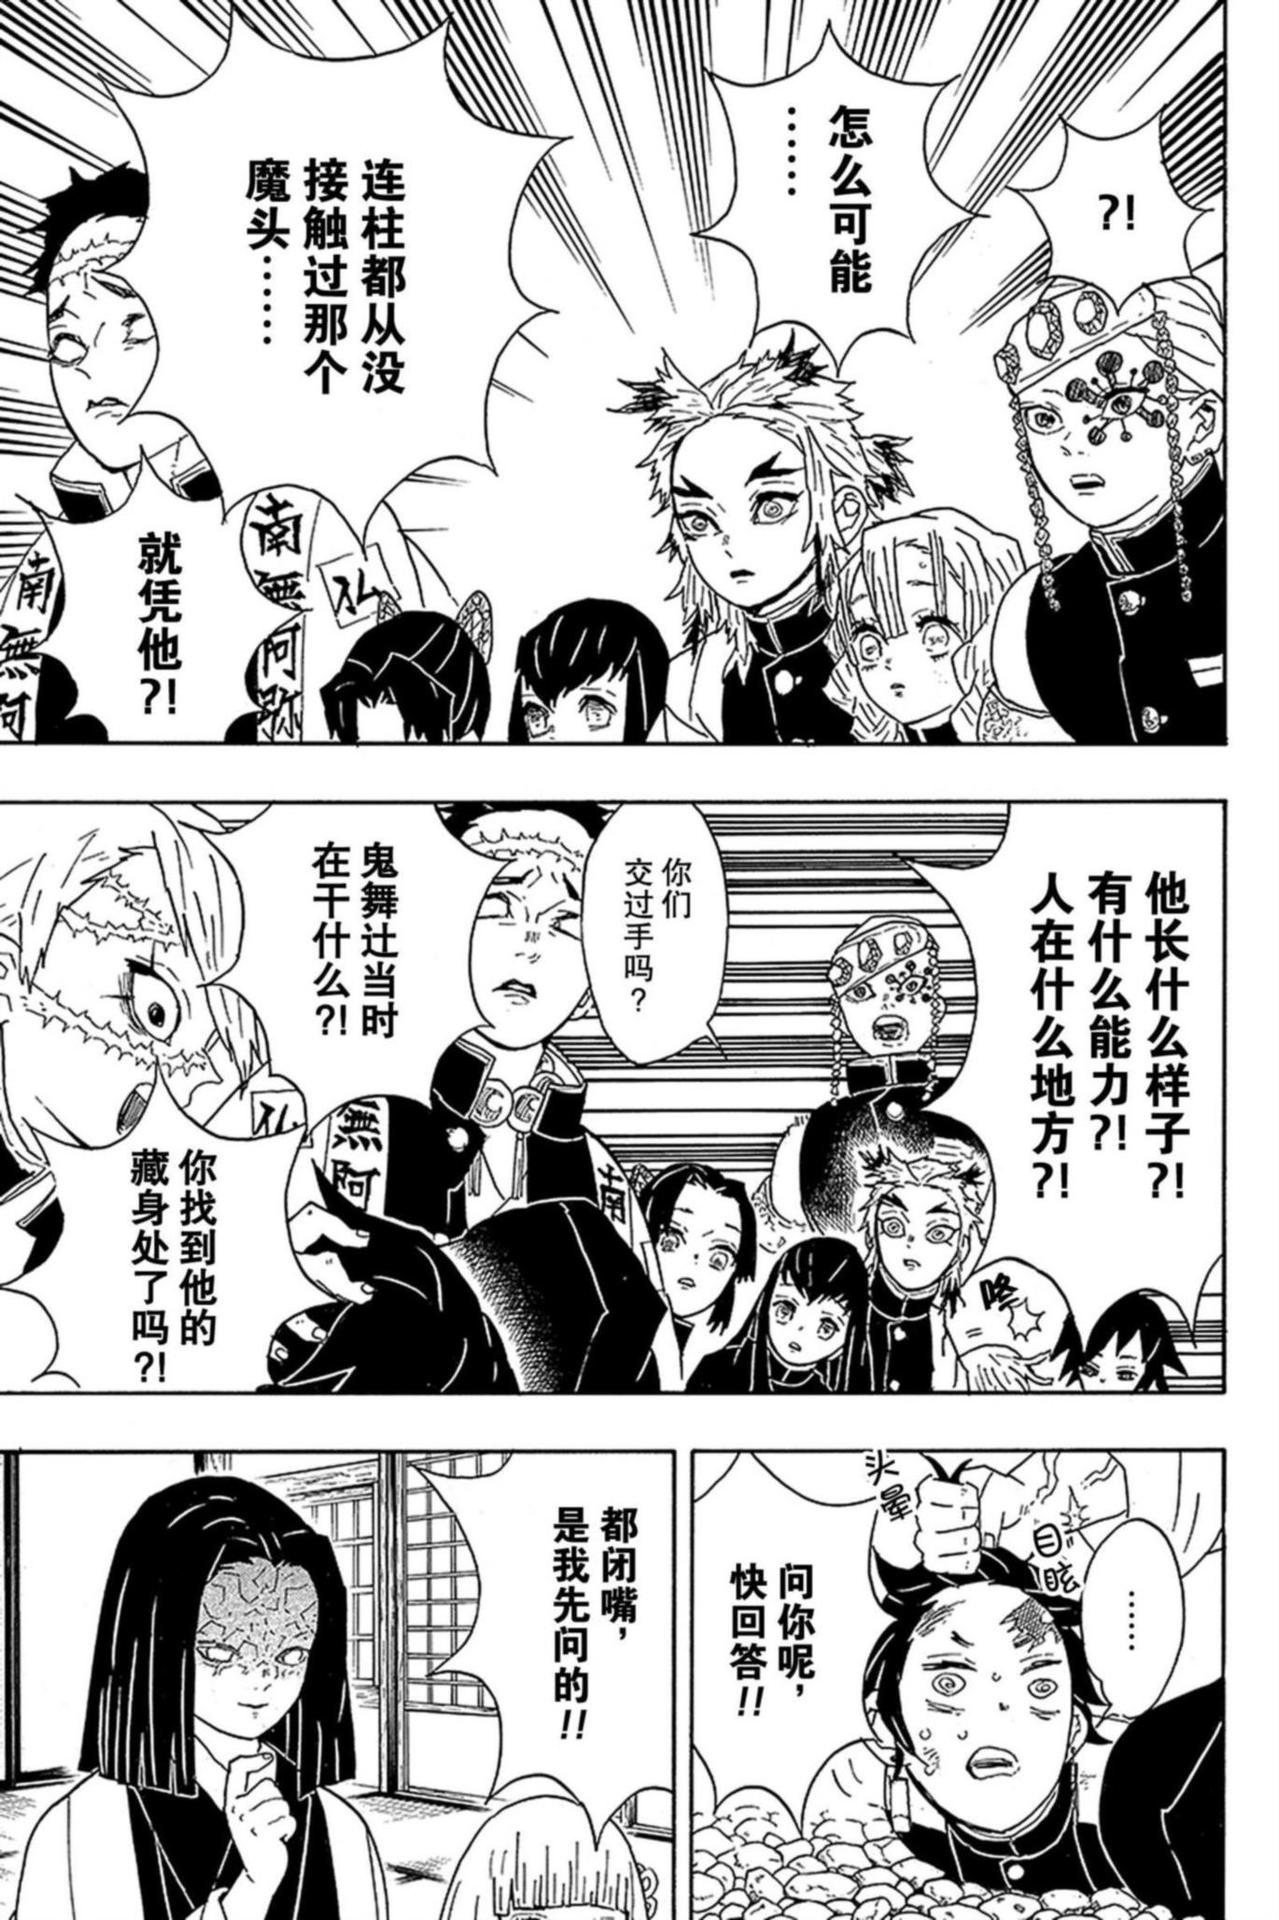 ?!
怎么可能
……
连柱都从没
接触过那个
魔头……
就凭他?!
南無阿
南無阿跡
仏
他长什么样子?!
有什么能力?!
人在什么地方?!
你们
交过手吗?
鬼舞辻当时
在干什么?!
你找到他的
藏身处了吗?!
仏
無阿
南
咚
……
头晕
目眩
问你呢,
快回答!!
都闭嘴,
是我先问的!!